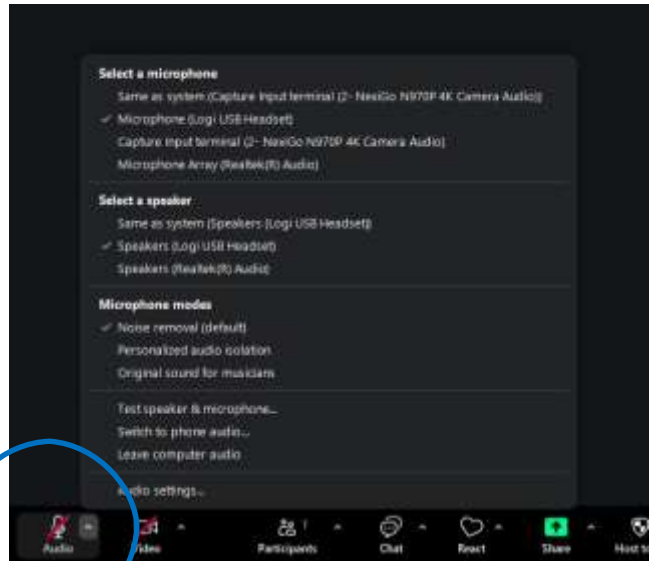 Select a microphone
Same as system (Capture Input terminal (2- NexiGo N970P 4K Camera Audio))
Microphone (Logi USB Headset)
Capture Input terminal (2- NexiGo N970P 4K Camera Audio)
Microphone Array (Realtek(R) Audio)
Select a speaker
Same as system (Speakers (Logi USB Headset))
Speakers (Logi USB Headset)
Speakers (Realtek(R) Audio)
Microphone modes
Noise removal (default)
Personalized audio isolation
Original sound for musicians
Test speaker & microphone...
Switch to phone audio...
Leave computer audio
Audio settings...
1
Audio Video Participants Chat React Share Host to